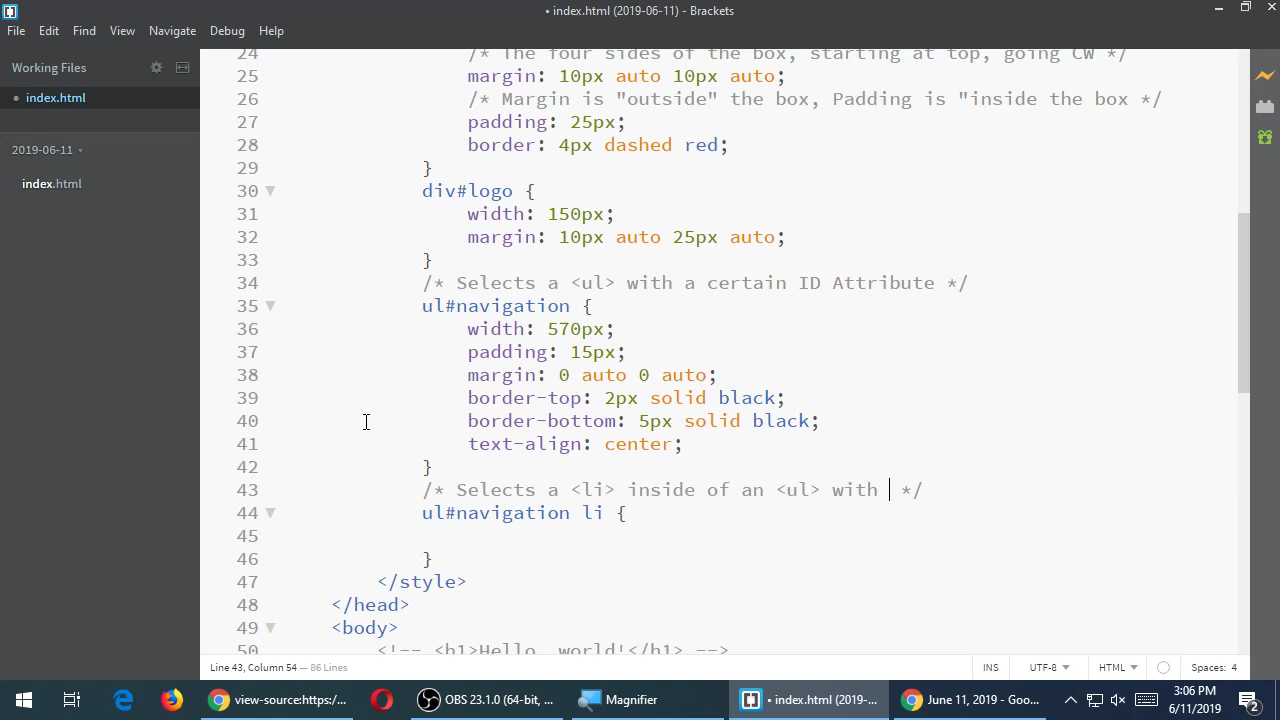 • index.html (2019-06-11) - Brackets
File Edit Find View Navigate Debug Help
Working Files
• index.html
2019-06-11
index.html
24 /* The four sides of the box, starting at top, going CW */
25 margin: 10px auto 10px auto;
26 /* Margin is "outside" the box, Padding is "inside the box */
27 padding: 25px;
28 border: 4px dashed red;
29 }
30 div#logo {
31 width: 150px;
32 margin: 10px auto 25px auto;
33 }
34 /* Selects a <ul> with a certain ID Attribute */
35 ul#navigation {
36 width: 570px;
37 padding: 15px;
38 margin: 0 auto 0 auto;
39 border-top: 2px solid black;
40 border-bottom: 5px solid black;
41 text-align: center;
42 }
43 /* Selects a <li> inside of an <ul> with  */
44 ul#navigation li {
45
46 }
47 </style>
48 </head>
49 <body>
50 <!-- <h1>Hello, world!</h1> -->
Line 43, Column 54 — 86 Lines
INS UTF-8 HTML Spaces: 4
view-source:https:/... OBS 23.1.0 (64-bit, ... Magnifier • index.html (2019-... June 11, 2019 - Goo...
3:06 PM
6/11/2019
2